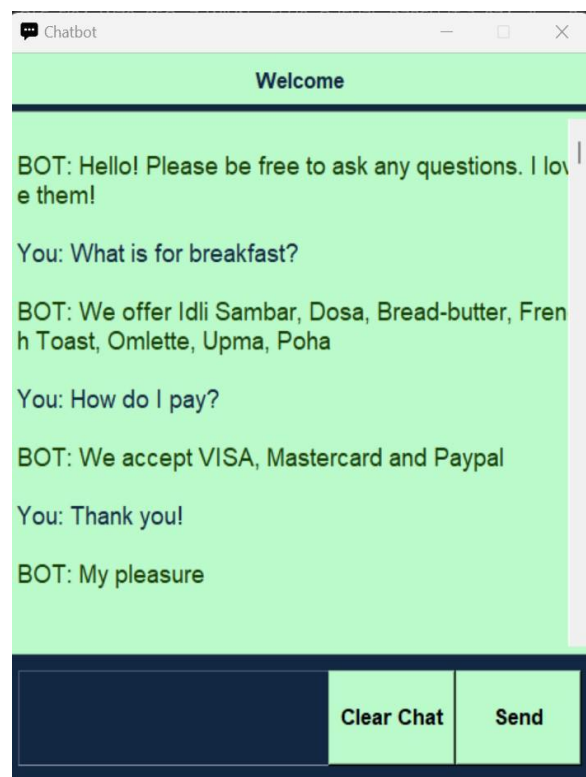 Chatbot
Welcome
BOT: Hello! Please be free to ask any questions. I lov
e them!
You: What is for breakfast?
BOT: We offer Idli Sambar, Dosa, Bread-butter, Fren
h Toast, Omlette, Upma, Poha
You: How do I pay?
BOT: We accept VISA, Mastercard and Paypal
You: Thank you!
BOT: My pleasure
Clear Chat
Send